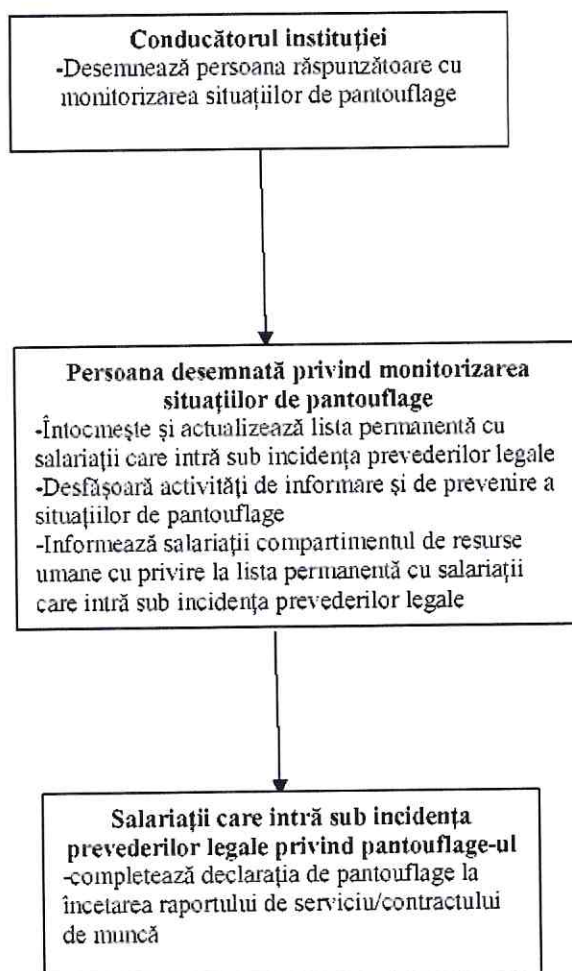 Conducătorul instituției
-Desemnează persoana răspunzătoare cu
monitorizarea situațiilor de pantouflage
Persoana desemnată privind monitorizarea
situațiilor de pantouflage
-Întocmește și actualizează lista permanentă cu
salariații care intră sub incidența prevederilor legale
-Desfășoară activități de informare și de prevenire a
situațiilor de pantouflage
-Informează salariații compartimentul de resurse
umane cu privire la lista permanentă cu salariații
care intră sub incidența prevederilor legale
Salariații care intră sub incidența
prevederilor legale privind pantouflage-ul
-completează declarația de pantouflage la
încetarea raportului de serviciu/contractului
de muncă